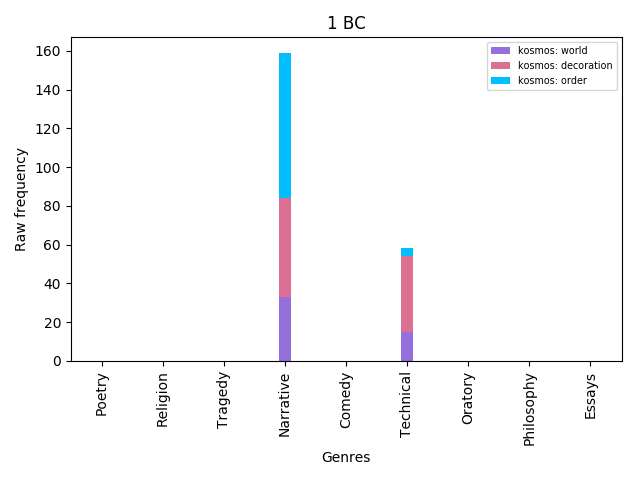 1 BC
kosmos: world
kosmos: decoration
kosmos: order
Raw frequency
160
140
120
100
80
60
40
20
0
Poetry
Religion
Tragedy
Narrative
Comedy
Technical
Oratory
Philosophy
Essays
Genres